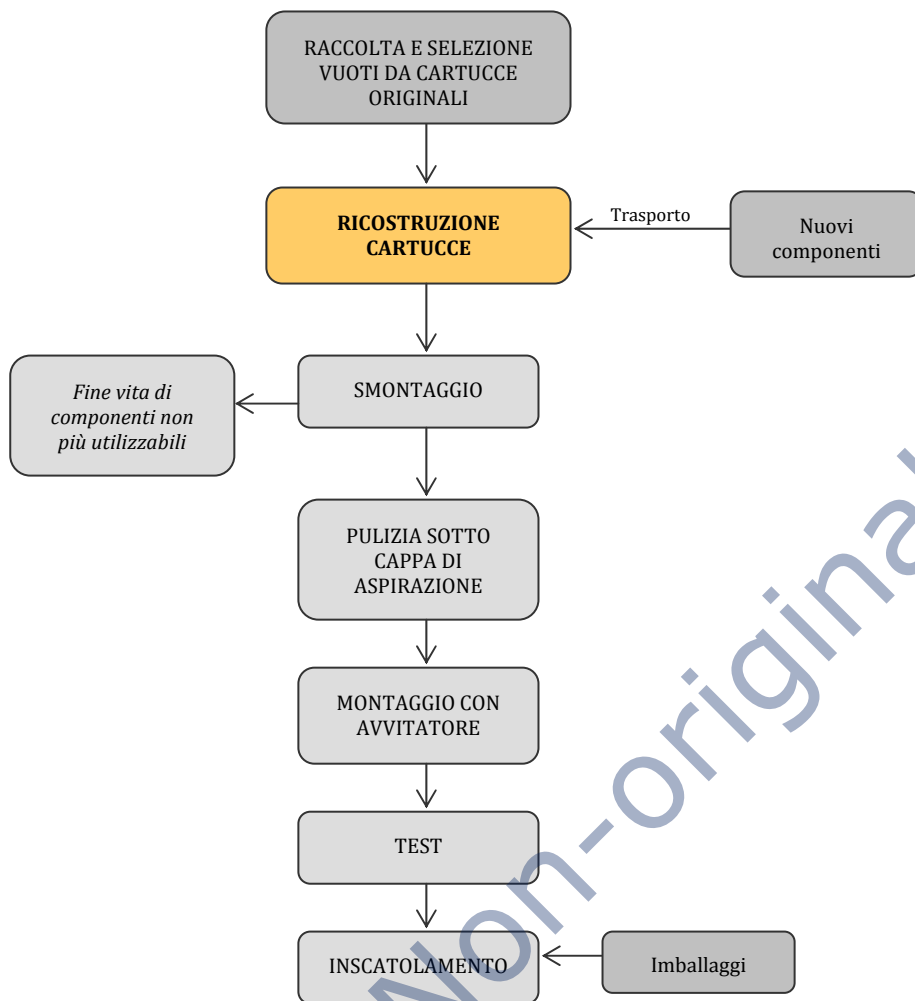 RACCOLTA E SELEZIONE
VUOTI DA CARTUCCE
ORIGINALI
RICOSTRUZIONE
CARTUCCE
Trasporto
Nuovi
componenti
SMONTAGGIO
Fine vita di
componenti non
più utilizzabili
PULIZIA SOTTO
CAPPA DI
ASPIRAZIONE
MONTAGGIO CON
AVVITATORE
TEST
INSCATOLAMENTO
Imballaggi
Non-original